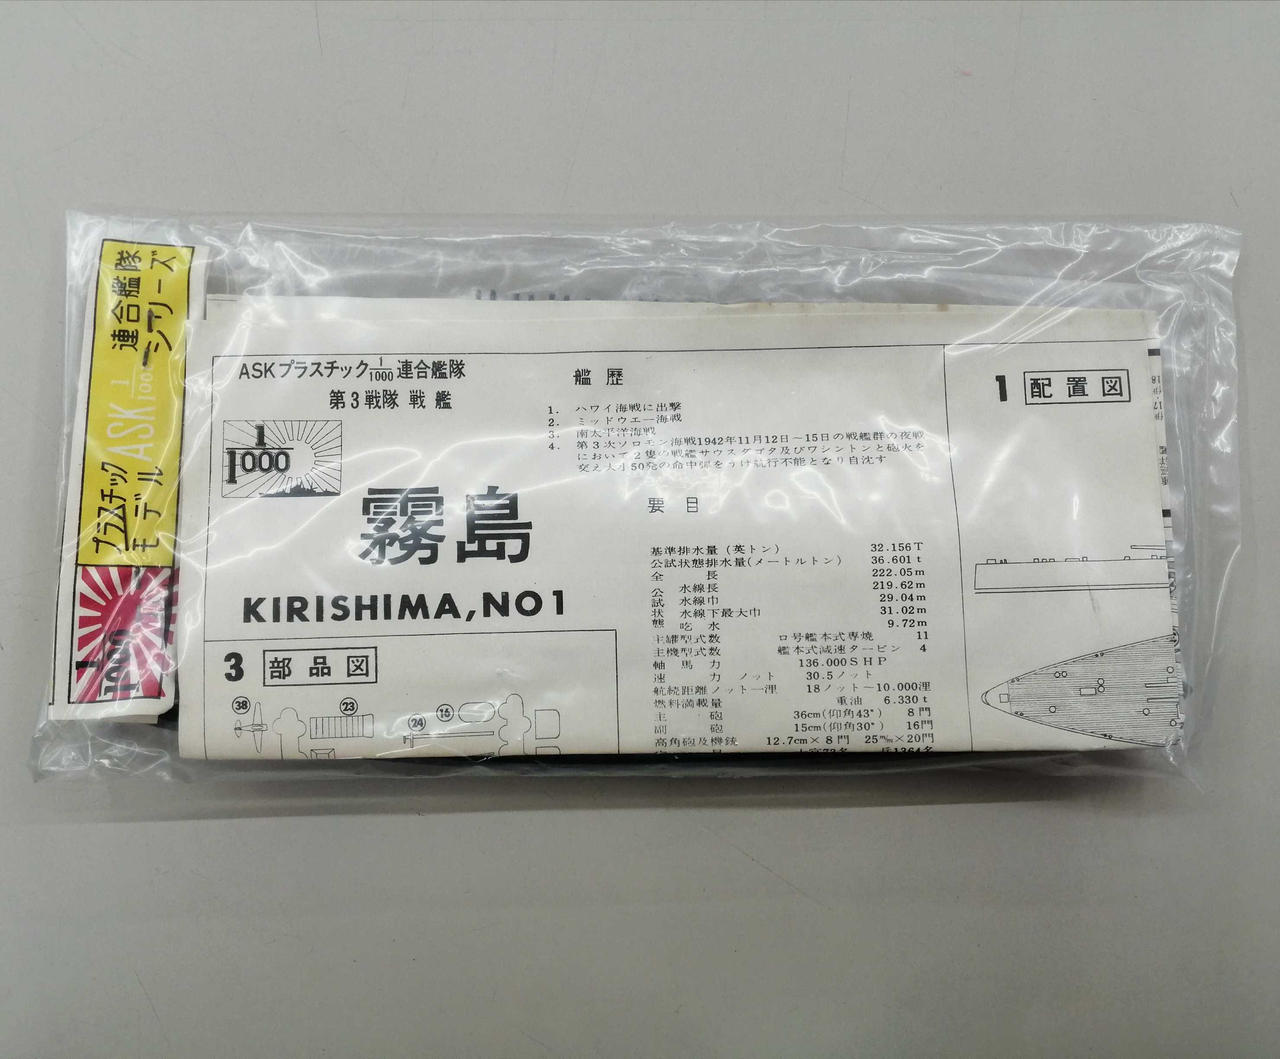 連合艦隊
シリーズ
ASK 1/1000
プラスチック
モデル
1/1000
ASKプラスチック1/1000連合艦隊
第3戦隊 戦艦
1/1000
霧島
KIRISHIMA,NO1
3 部品図
38
23
24
16
艦歴
1. ハワイ海戦に出撃
2. ミッドウエー海戦
3. 南太平洋海戦
4. 第3次ソロモン海戦1942年11月12日〜15日の戦艦群の夜戦
において2隻の戦艦サウスダコタ及びワシントンと砲火を
交え大小50発の命中弾をうけ航行不能となり自沈す
要目
基準排水量(英トン) 32.156T
公試状態排水量(メートルトン) 36.601t
全長 222.05m
公試状態 水線長 219.62m
水線巾 29.04m
水線下最大巾 31.02m
吃水 9.72m
主罐型式数 ロ号艦本式専焼 11
主機型式数 艦本式減速タービン 4
軸馬力 136.000SHP
速力ノット 30.5ノット
航続距離ノット−浬 18ノット〜10.000浬
燃料満載量 重油 6.330t
主砲 36cm(仰角43°) 8門
副砲 15cm(仰角30°) 16門
高角砲及機銃 12.7cm×8門 25m/m×20門
1 配置図